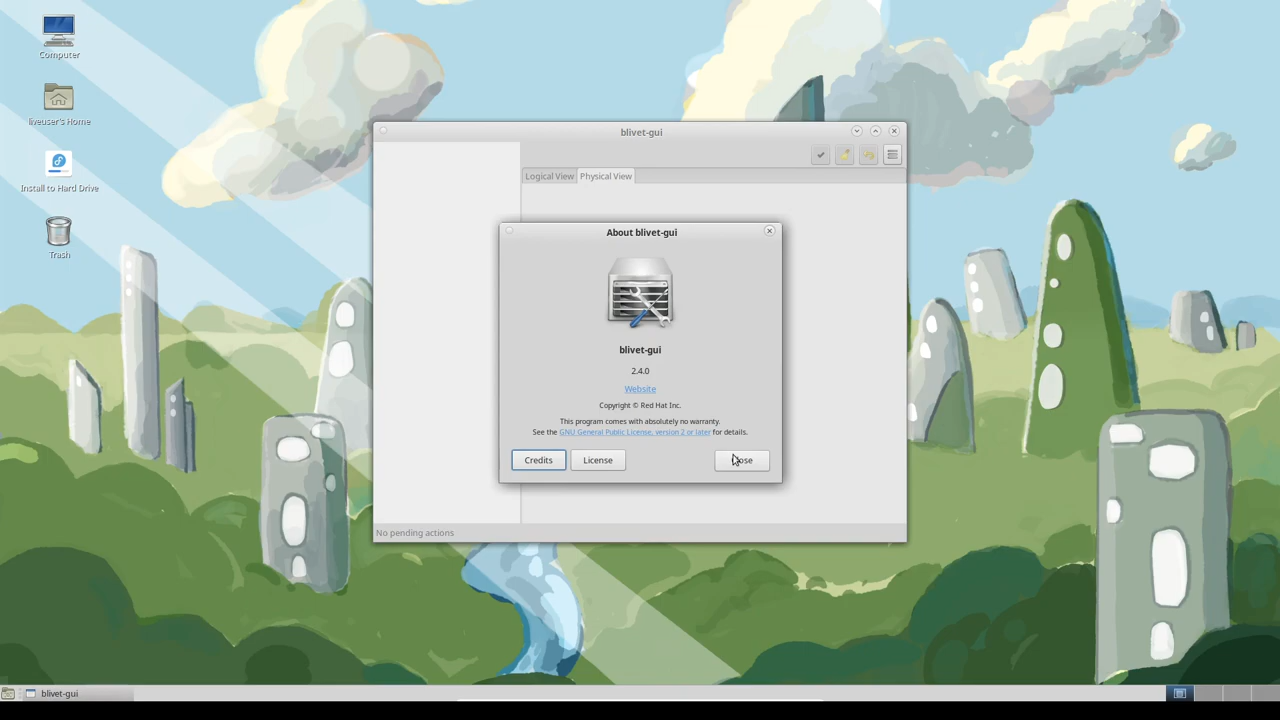 Computer
liveuser's Home
Install to Hard Drive
Trash
blivet-gui
Logical View
Physical View
About blivet-gui
blivet-gui
2.4.0
Website
Copyright © Red Hat Inc.
This program comes with absolutely no warranty.
See the GNU General Public License, version 2 or later for details.
Credits
License
No pending actions
blivet-gui